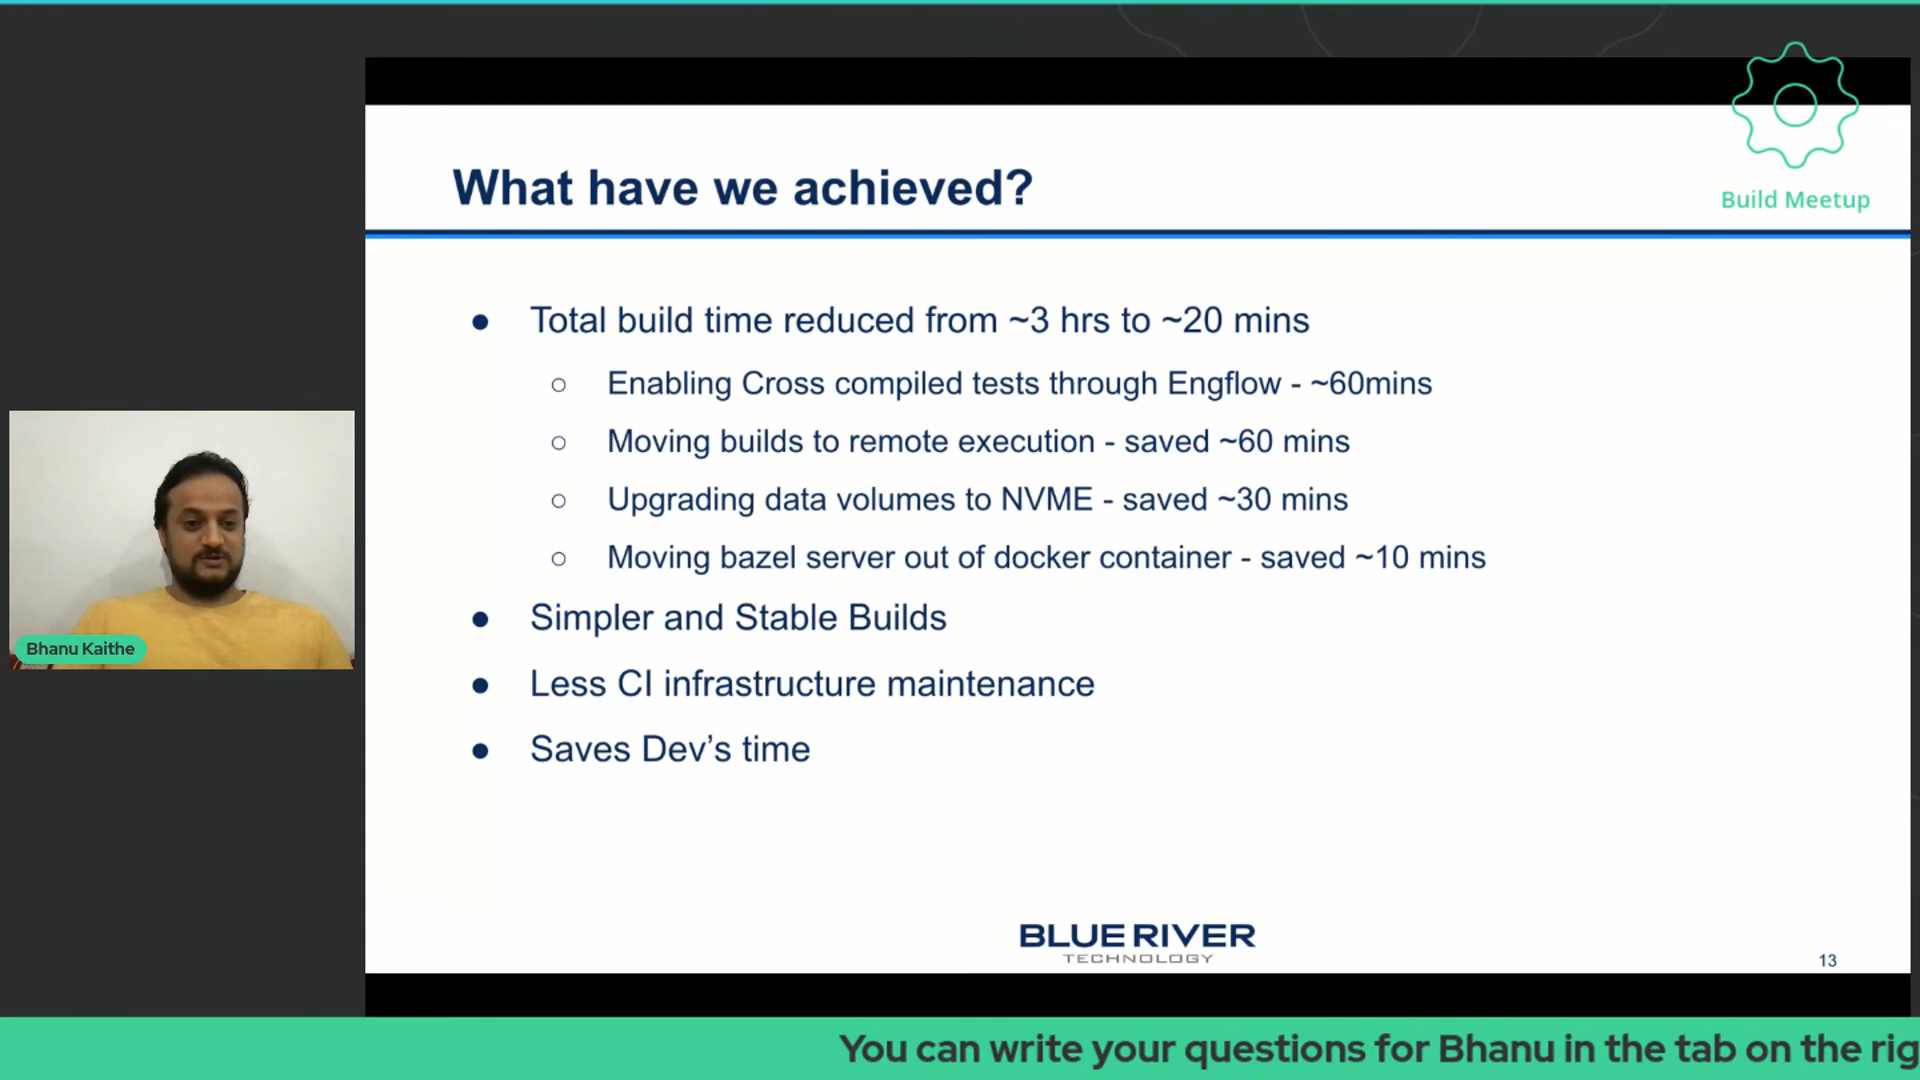 Build Meetup
What have we achieved?
● Total build time reduced from ~3 hrs to ~20 mins
○ Enabling Cross compiled tests through Engflow - ~60mins
○ Moving builds to remote execution - saved ~60 mins
○ Upgrading data volumes to NVME - saved ~30 mins
○ Moving bazel server out of docker container - saved ~10 mins
● Simpler and Stable Builds
● Less CI infrastructure maintenance
● Saves Dev’s time
Bhanu Kaithe
BLUE RIVER
TECHNOLOGY
13
You can write your questions for Bhanu in the tab on the rig